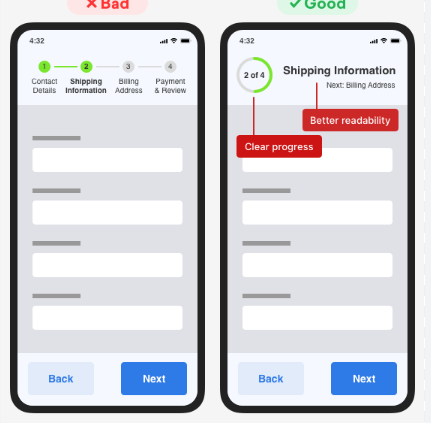 Bad
4:32
1 2 3 4
Contact Details
Shipping Information
Billing Address
Payment & Review
Back
Next
Good
4:32
2 of 4
Shipping Information
Next: Billing Address
Better readability
Clear progress
Back
Next